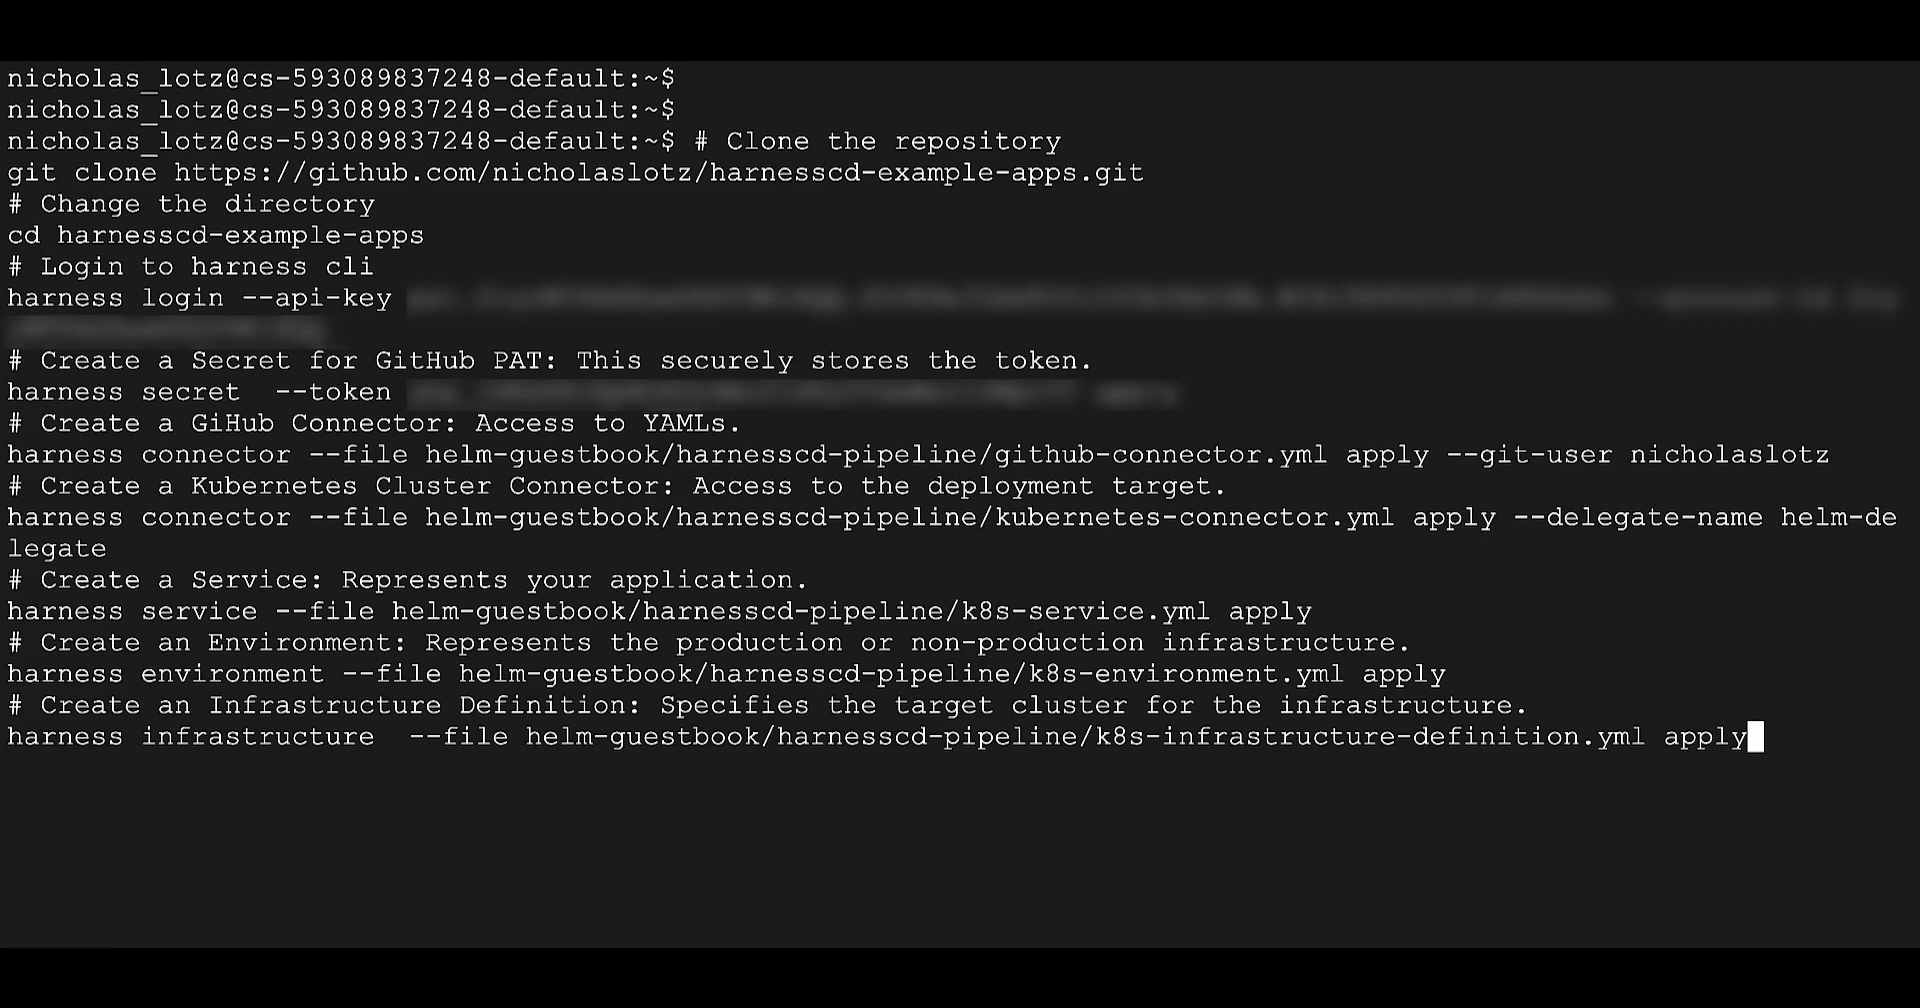 nicholas_lotz@cs-593089837248-default:~$
nicholas_lotz@cs-593089837248-default:~$
nicholas_lotz@cs-593089837248-default:~$ # Clone the repository
git clone https://github.com/nicholaslotz/harnesscd-example-apps.git
# Change the directory
cd harnesscd-example-apps
# Login to harness cli
harness login --api-key
# Create a Secret for GitHub PAT: This securely stores the token.
harness secret  --token
# Create a GiHub Connector: Access to YAMLs.
harness connector --file helm-guestbook/harnesscd-pipeline/github-connector.yml apply --git-user nicholaslotz
# Create a Kubernetes Cluster Connector: Access to the deployment target.
harness connector --file helm-guestbook/harnesscd-pipeline/kubernetes-connector.yml apply --delegate-name helm-de
legate
# Create a Service: Represents your application.
harness service --file helm-guestbook/harnesscd-pipeline/k8s-service.yml apply
# Create an Environment: Represents the production or non-production infrastructure.
harness environment --file helm-guestbook/harnesscd-pipeline/k8s-environment.yml apply
# Create an Infrastructure Definition: Specifies the target cluster for the infrastructure.
harness infrastructure  --file helm-guestbook/harnesscd-pipeline/k8s-infrastructure-definition.yml apply